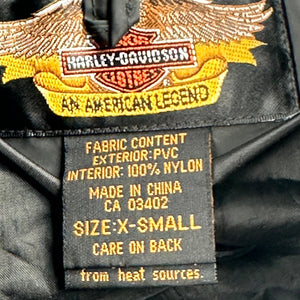 HARLEY-DAVIDSON
AN AMERICAN LEGEND
FABRIC CONTENT
EXTERIOR: PVC
INTERIOR: 100% NYLON
MADE IN CHINA
CA 03402
SIZE: X-SMALL
CARE ON BACK
from heat sources.